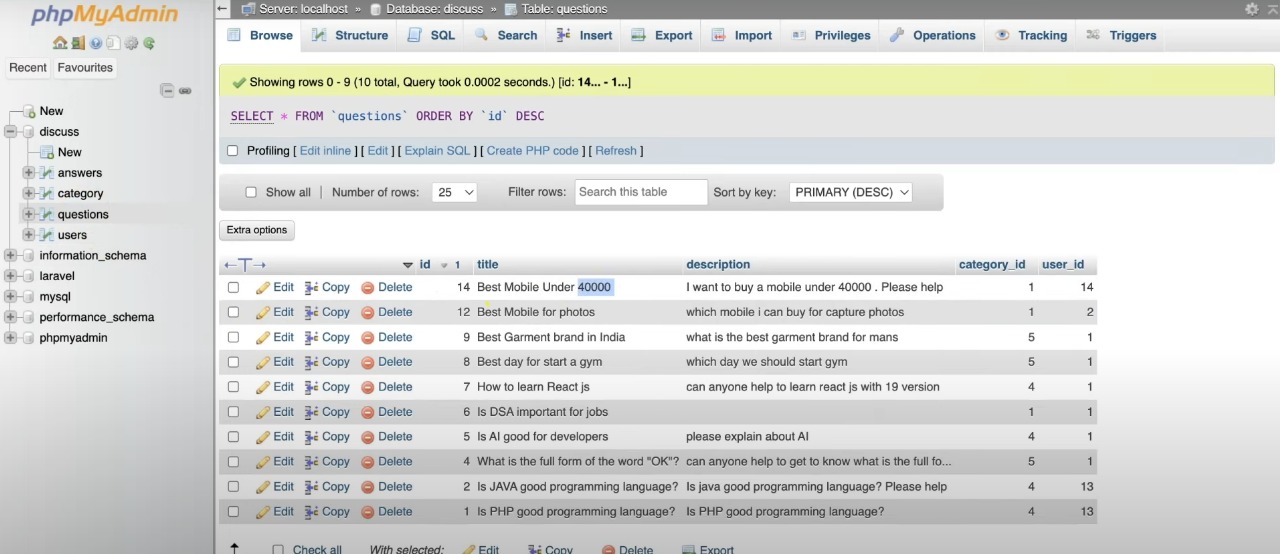 phpMyAdmin
Recent Favourites
New
discuss
New
answers
category
questions
users
information_schema
laravel
mysql
performance_schema
phpmyadmin
Server: localhost » Database: discuss » Table: questions
Browse Structure SQL Search Insert Export Import Privileges Operations Tracking Triggers
Showing rows 0 - 9 (10 total, Query took 0.0002 seconds.) [id: 14... - 1...]
SELECT * FROM `questions` ORDER BY `id` DESC
Profiling [ Edit inline ] [ Edit ] [ Explain SQL ] [ Create PHP code ] [ Refresh ]
Show all | Number of rows: 25 Filter rows: Search this table Sort by key: PRIMARY (DESC)
Extra options
←T→ id 1 title description category_id user_id
Edit Copy Delete 14 Best Mobile Under 40000 I want to buy a mobile under 40000 . Please help 1 14
Edit Copy Delete 12 Best Mobile for photos which mobile i can buy for capture photos 1 2
Edit Copy Delete 9 Best Garment brand in India what is the best garment brand for mans 5 1
Edit Copy Delete 8 Best day for start a gym which day we should start gym 5 1
Edit Copy Delete 7 How to learn React js can anyone help to learn react js with 19 version 4 1
Edit Copy Delete 6 Is DSA important for jobs 1 1
Edit Copy Delete 5 Is AI good for developers please explain about AI 4 1
Edit Copy Delete 4 What is the full form of the word "OK"? can anyone help to get to know what is the full fo... 5 1
Edit Copy Delete 2 Is JAVA good programming language? Is java good programming language? Please help 4 13
Edit Copy Delete 1 Is PHP good programming language? Is PHP good programming language? 4 13
Check all With selected: Edit Copy Delete Export